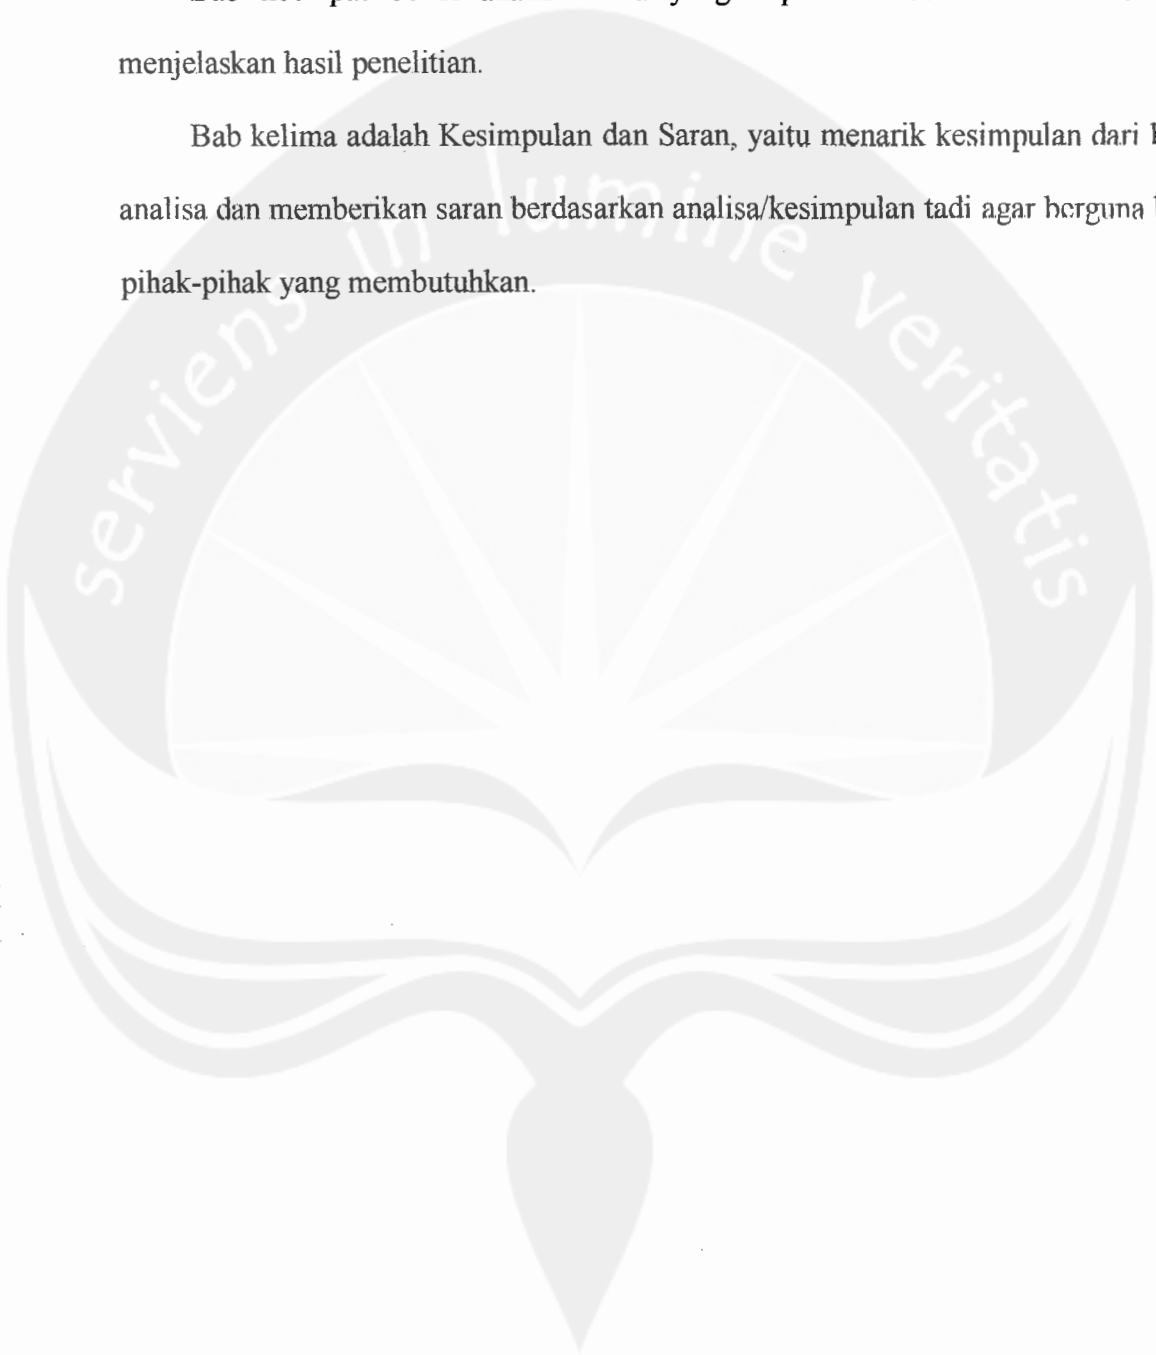 menjelaskan hasil penelitian.
Bab kelima adalah Kesimpulan dan Saran, yaitu menarik kesimpulan dari
analisa dan memberikan saran berdasarkan analisa/kesimpulan tadi agar berguna
pihak-pihak yang membutuhkan.
serviens in lumine veritatis